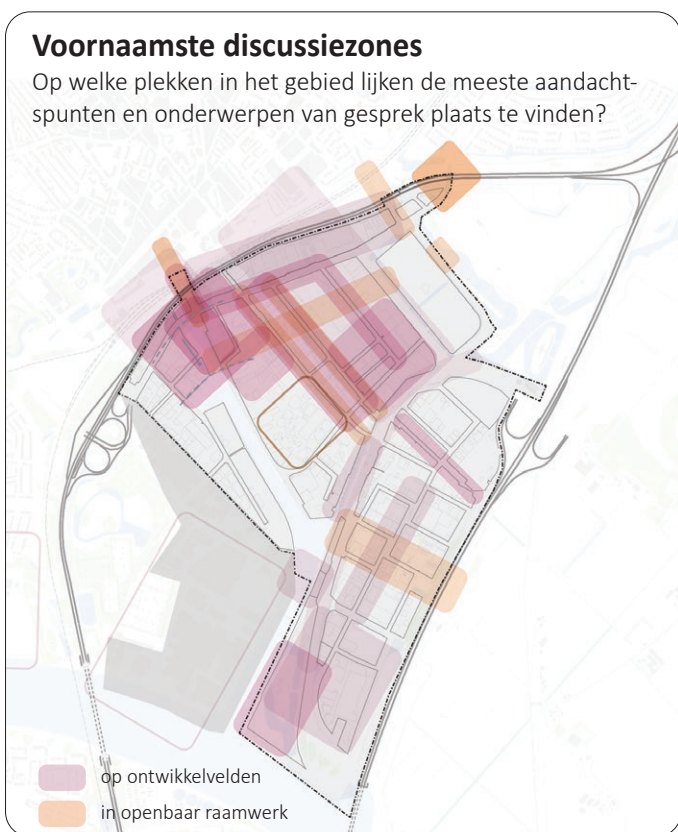 Voornaamste discussiezones
Op welke plekken in het gebied lijken de meeste aandacht-
spunten en onderwerpen van gesprek plaats te vinden?
op ontwikkelvelden
in openbaar raamwerk